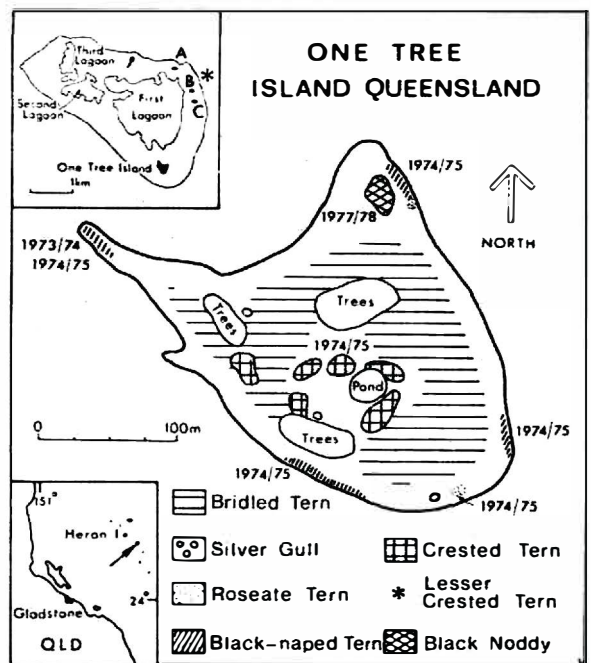 ONE TREE
ISLAND QUEENSLAND
A
Third
Lagoon
B
*
C
First
Lagoon
Second
Lagoon
One Tree Island
1km
1974/75
1977/78
NORTH
1973/74
1974/75
Trees
Trees
1974/75
Pond
0 100m
Trees
1974/75
1974/75
1974/75
151°
Heron I
24°
Gladstone
QLD
Bridled Tern
Silver Gull
Crested Tern
Roseate Tern
* Lesser
Crested Tern
Black-naped Tern
Black Noddy